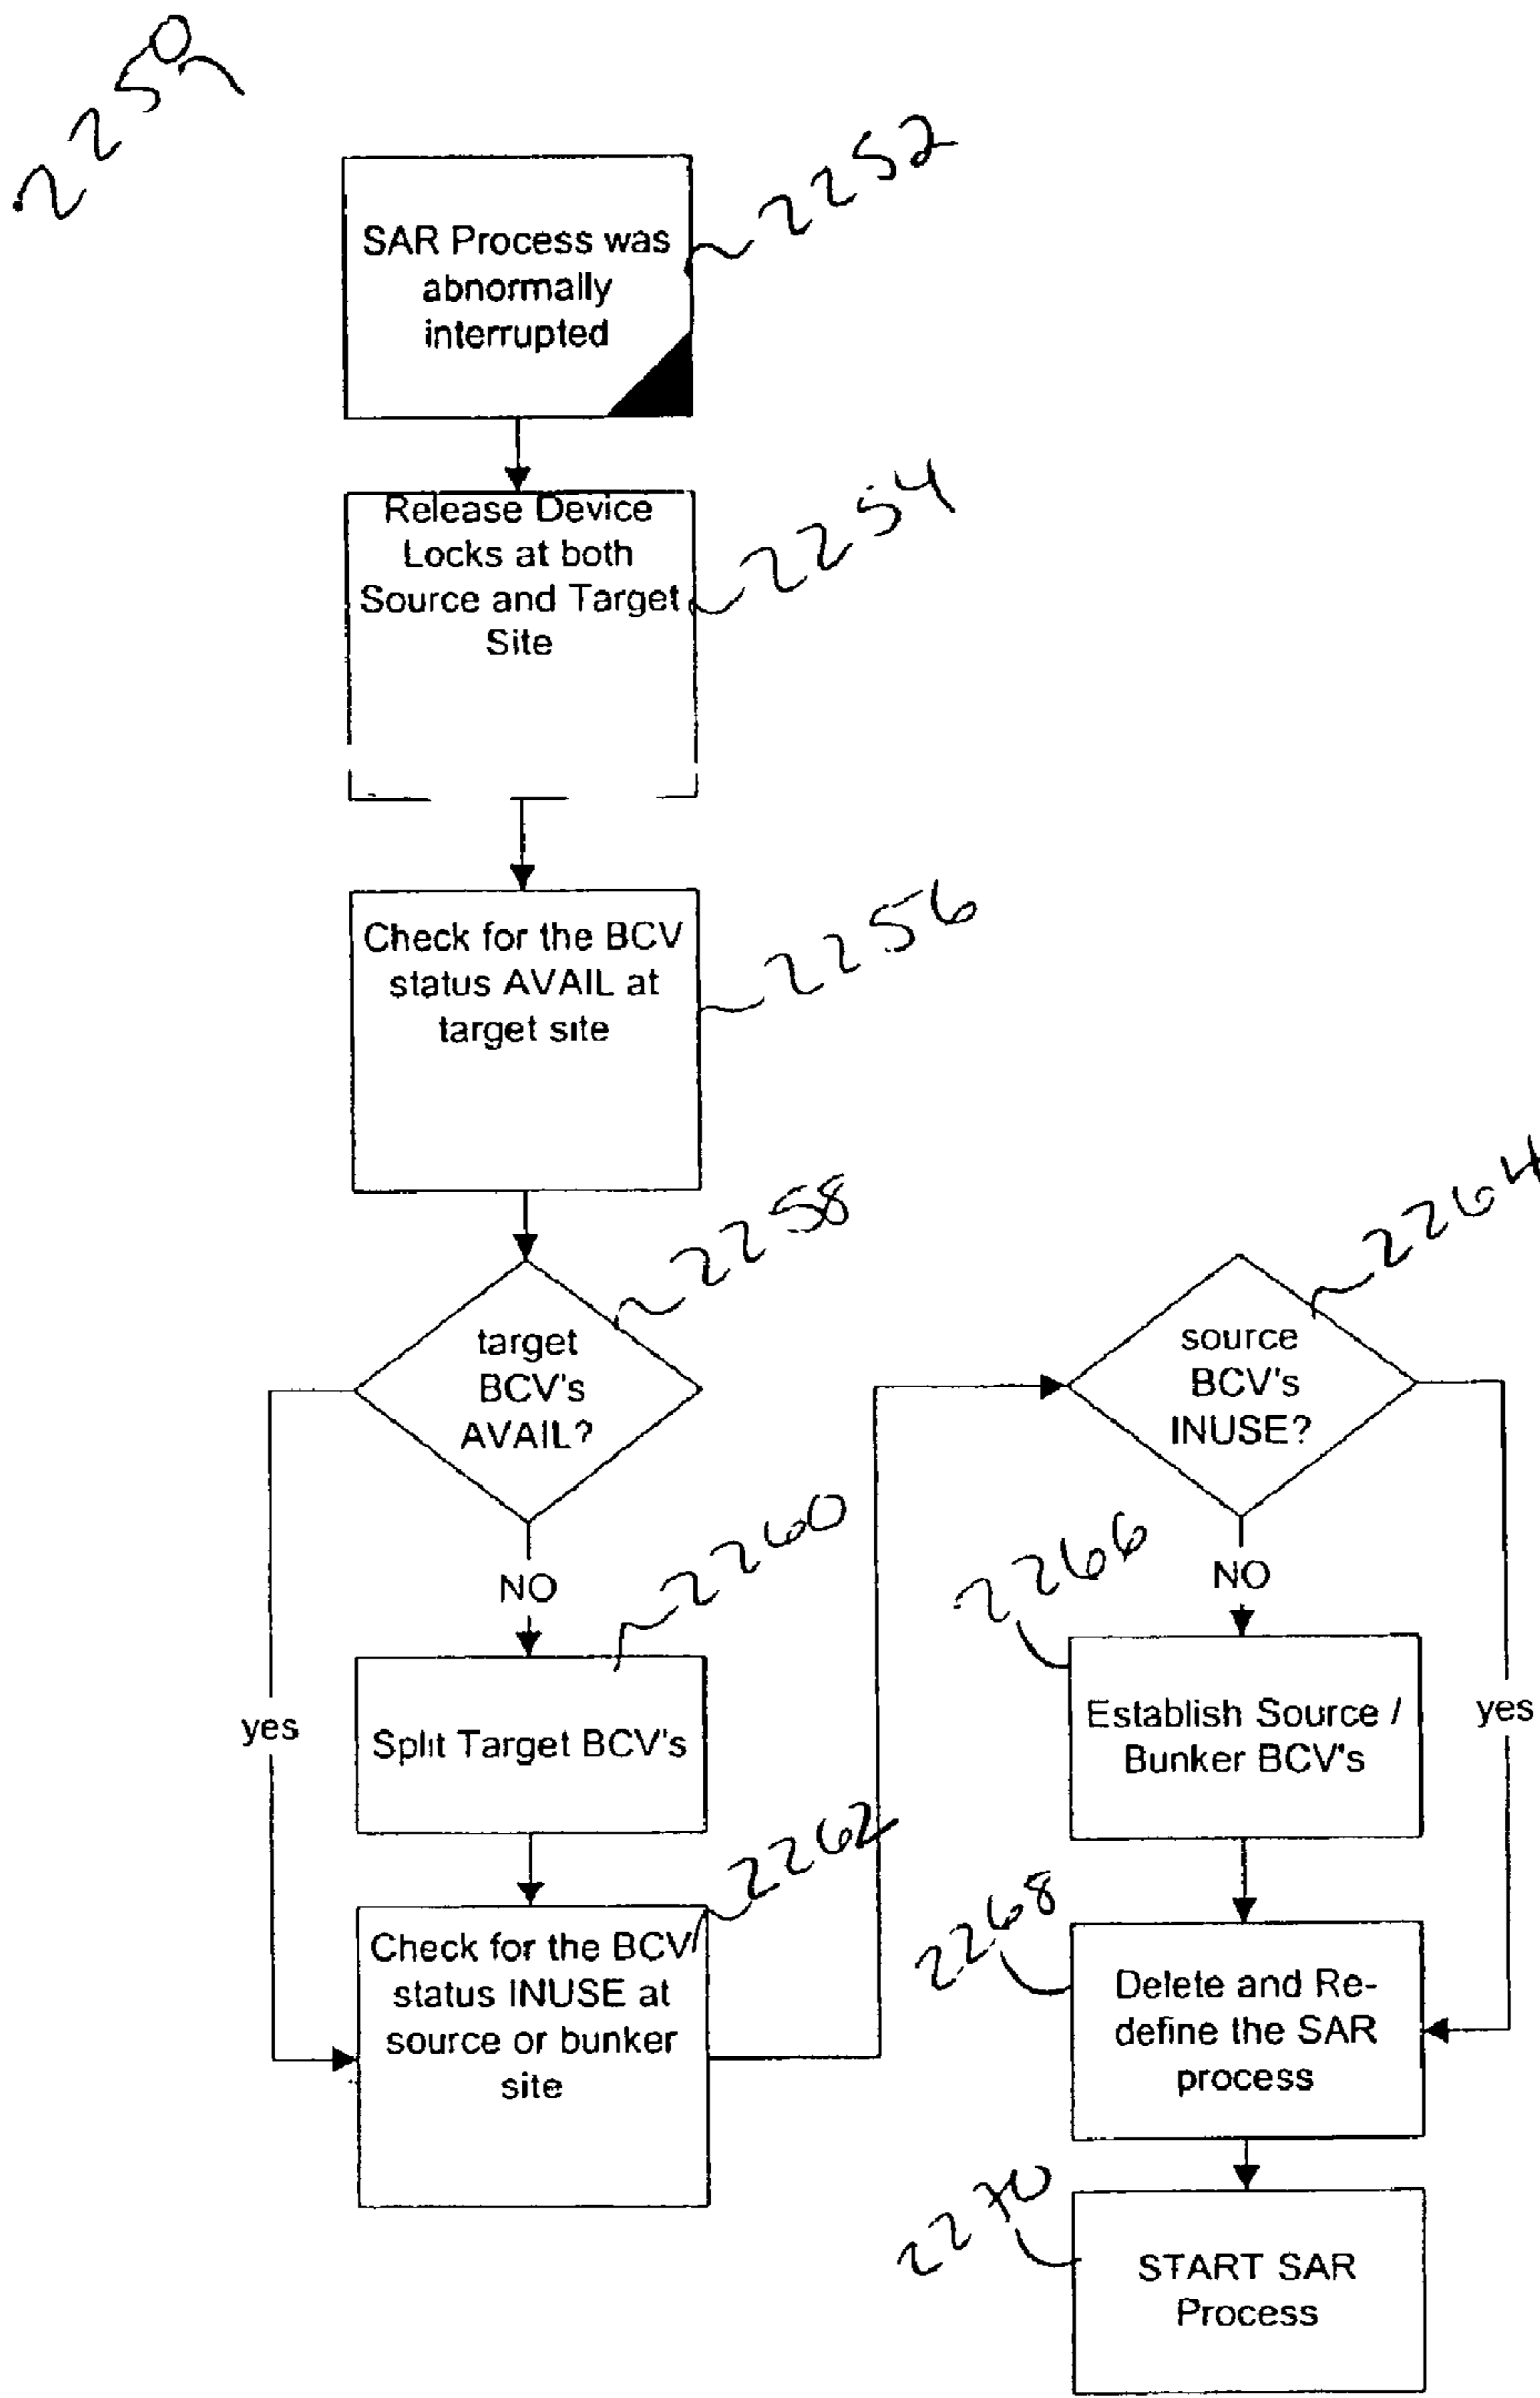 2250
SAR Process was
abnormally
interrupted
2252
Release Device
Locks at both
Source and Target
Site
2254
Check for the BCV
status AVAIL at
target site
2256
target
BCV's
AVAIL?
2258
NO
yes
Split Target BCV's
2260
Check for the BCV
status INUSE at
source or bunker
site
2262
source
BCV's
INUSE?
2264
NO
yes
Establish Source /
Bunker BCV's
2266
Delete and Re-
define the SAR
process
2268
START SAR
Process
2270